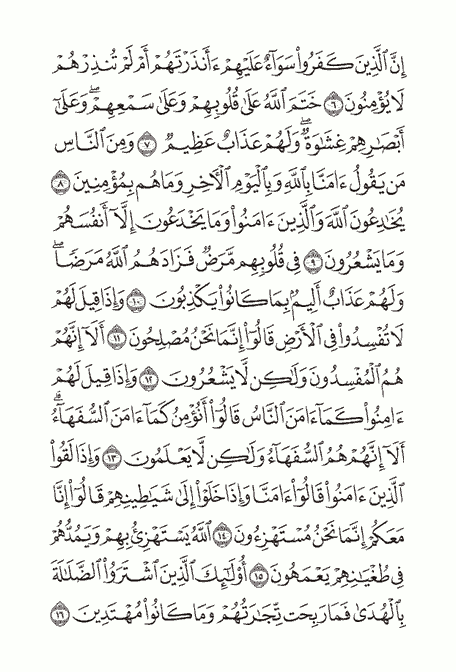 إِنَّ ٱلَّذِينَ كَفَرُوا۟ سَوَآءٌ عَلَيْهِمْ ءَأَنذَرْتَهُمْ أَمْ لَمْ تُنذِرْهُمْ
لَا يُؤْمِنُونَ ٦ خَتَمَ ٱللَّهُ عَلَىٰ قُلُوبِهِمْ وَعَلَىٰ سَمْعِهِمْ ۖ وَعَلَىٰٓ
أَبْصَٰرِهِمْ غِشَٰوَةٌ ۖ وَلَهُمْ عَذَابٌ عَظِيمٌ ٧ وَمِنَ ٱلنَّاسِ
مَن يَقُولُ ءَامَنَّا بِٱللَّهِ وَبِٱلْيَوْمِ ٱلْءَاخِرِ وَمَا هُم بِمُؤْمِنِينَ ٨
يُخَٰدِعُونَ ٱللَّهَ وَٱلَّذِينَ ءَامَنُوا۟ وَمَا يَخْدَعُونَ إِلَّآ أَنفُسَهُمْ
وَمَا يَشْعُرُونَ ٩ فِى قُلُوبِهِم مَّرَضٌ فَزَادَهُمُ ٱللَّهُ مَرَضًا ۖ
وَلَهُمْ عَذَابٌ أَلِيمٌۢ بِمَا كَانُوا۟ يَكْذِبُونَ ١٠ وَإِذَا قِيلَ لَهُمْ
لَا تُفْسِدُوا۟ فِى ٱلْأَرْضِ قَالُوٓا۟ إِنَّمَا نَحْنُ مُصْلِحُونَ ١١ أَلَآ إِنَّهُمْ
هُمُ ٱلْمُفْسِدُونَ وَلَٰكِن لَّا يَشْعُرُونَ ١٢ وَإِذَا قِيلَ لَهُمْ
ءَامِنُوا۟ كَمَآ ءَامَنَ ٱلنَّاسُ قَالُوٓا۟ أَنُؤْمِنُ كَمَآ ءَامَنَ ٱلسُّفَهَآءُ ۗ
أَلَآ إِنَّهُمْ هُمُ ٱلسُّفَهَآءُ وَلَٰكِن لَّا يَعْلَمُونَ ١٣ وَإِذَا لَقُوا۟
ٱلَّذِينَ ءَامَنُوا۟ قَالُوٓا۟ ءَامَنَّا وَإِذَا خَلَوْا۟ إِلَىٰ شَيَٰطِينِهِمْ قَالُوٓا۟ إِنَّا
مَعَكُمْ إِنَّمَا نَحْنُ مُسْتَهْزِءُونَ ١٤ ٱللَّهُ يَسْتَهْزِئُ بِهِمْ وَيَمُدُّهُمْ
فِى طُغْيَٰنِهِمْ يَعْمَهُونَ ١٥ أُو۟لَٰٓئِكَ ٱلَّذِينَ ٱشْتَرَوُا۟ ٱلضَّلَٰلَةَ
بِٱلْهُدَىٰ فَمَا رَبِحَت تِّجَٰرَتُهُمْ وَمَا كَانُوا۟ مُهْتَدِينَ ١٦